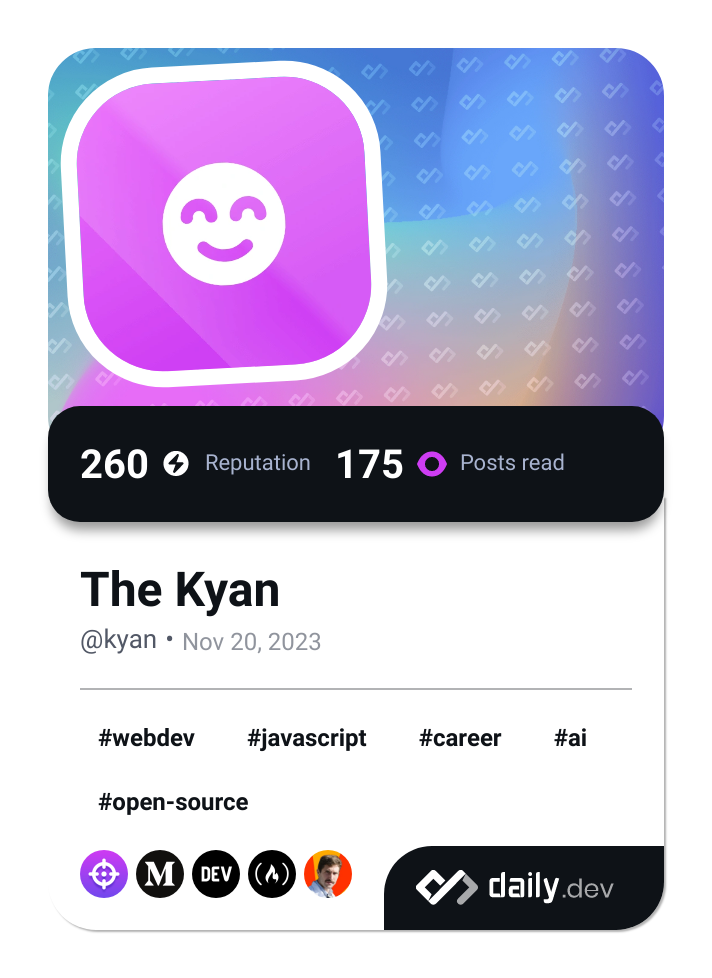 260 Reputation 175 Posts read
The Kyan
@kyan • Nov 20, 2023
#webdev #javascript #career #ai
#open-source
M DEV
daily.dev